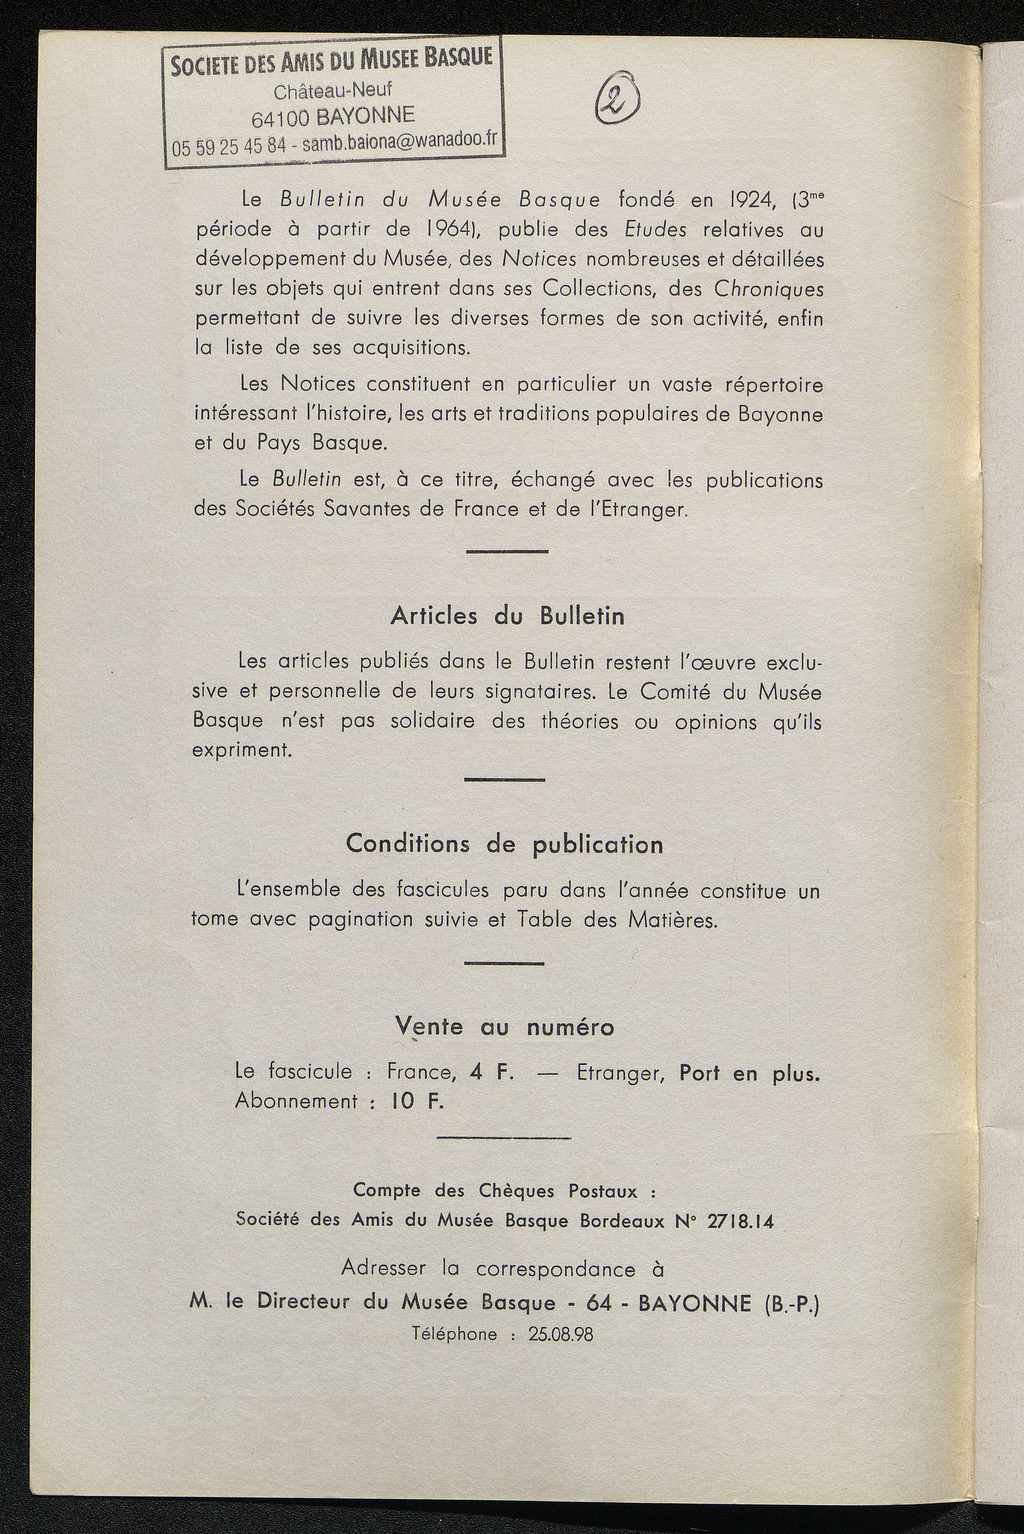 SOCIETE DES AMIS DU MUSEE BASQUE
Château-Neuf
64100 BAYONNE
05 59 25 45 84 - samb.baiona@wanadoo.fr
2
Le Bulletin du Musée Basque fondé en 1924, (3me
période à partir de 1964), publie des Etudes relatives au
développement du Musée, des Notices nombreuses et détaillées
sur les objets qui entrent dans ses Collections, des Chroniques
permettant de suivre les diverses formes de son activité, enfin
la liste de ses acquisitions.
Les Notices constituent en particulier un vaste répertoire
intéressant l'histoire, les arts et traditions populaires de Bayonne
et du Pays Basque.
Le Bulletin est, à ce titre, échangé avec les publications
des Sociétés Savantes de France et de l'Etranger.
Articles du Bulletin
Les articles publiés dans le Bulletin restent l'œuvre exclu-
sive et personnelle de leurs signataires. Le Comité du Musée
Basque n'est pas solidaire des théories ou opinions qu'ils
expriment.
Conditions de publication
L'ensemble des fascicules paru dans l'année constitue un
tome avec pagination suivie et Table des Matières.
Vente au numéro
Le fascicule : France, 4 F. — Etranger, Port en plus.
Abonnement : 10 F.
Compte des Chèques Postaux :
Société des Amis du Musée Basque Bordeaux N° 2718.14
Adresser la correspondance à
M. le Directeur du Musée Basque - 64 - BAYONNE (B.-P.)
Téléphone : 25.08.98